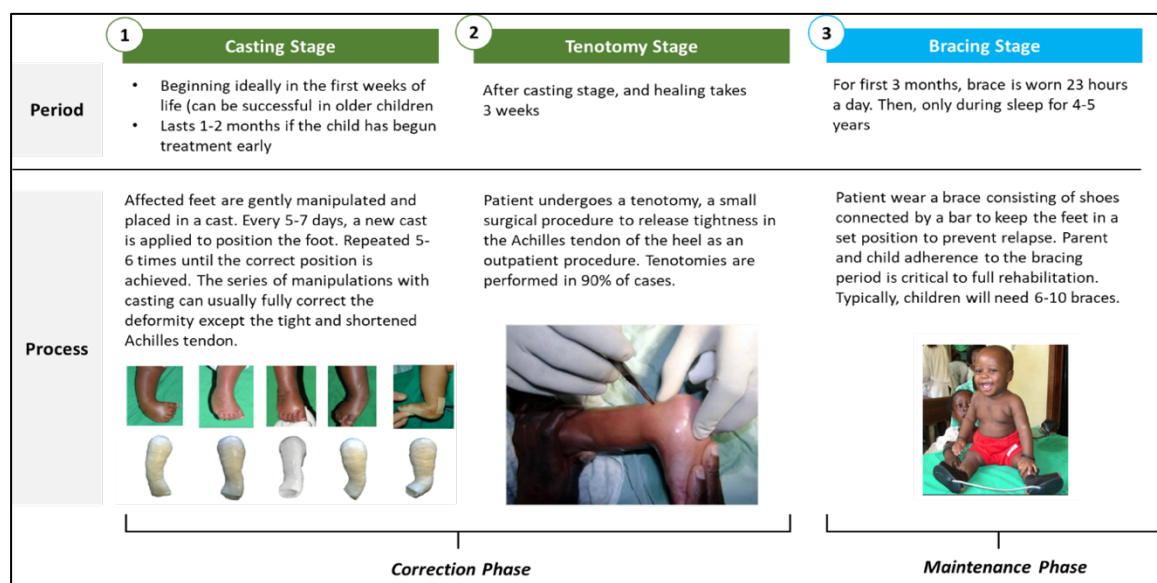 1
Casting Stage
2
Tenotomy Stage
3
Bracing Stage
Period
• Beginning ideally in the first weeks of
life (can be successful in older children
• Lasts 1-2 months if the child has begun
treatment early
After casting stage, and healing takes
3 weeks
For first 3 months, brace is worn 23 hours
a day. Then, only during sleep for 4-5
years
Process
Affected feet are gently manipulated and
placed in a cast. Every 5-7 days, a new cast
is applied to position the foot. Repeated 5-
6 times until the correct position is
achieved. The series of manipulations with
casting can usually fully correct the
deformity except the tight and shortened
Achilles tendon.
Patient undergoes a tenotomy, a small
surgical procedure to release tightness in
the Achilles tendon of the heel as an
outpatient procedure. Tenotomies are
performed in 90% of cases.
Patient wear a brace consisting of shoes
connected by a bar to keep the feet in a
set position to prevent relapse. Parent
and child adherence to the bracing
period is critical to full rehabilitation.
Typically, children will need 6-10 braces.
Correction Phase
Maintenance Phase